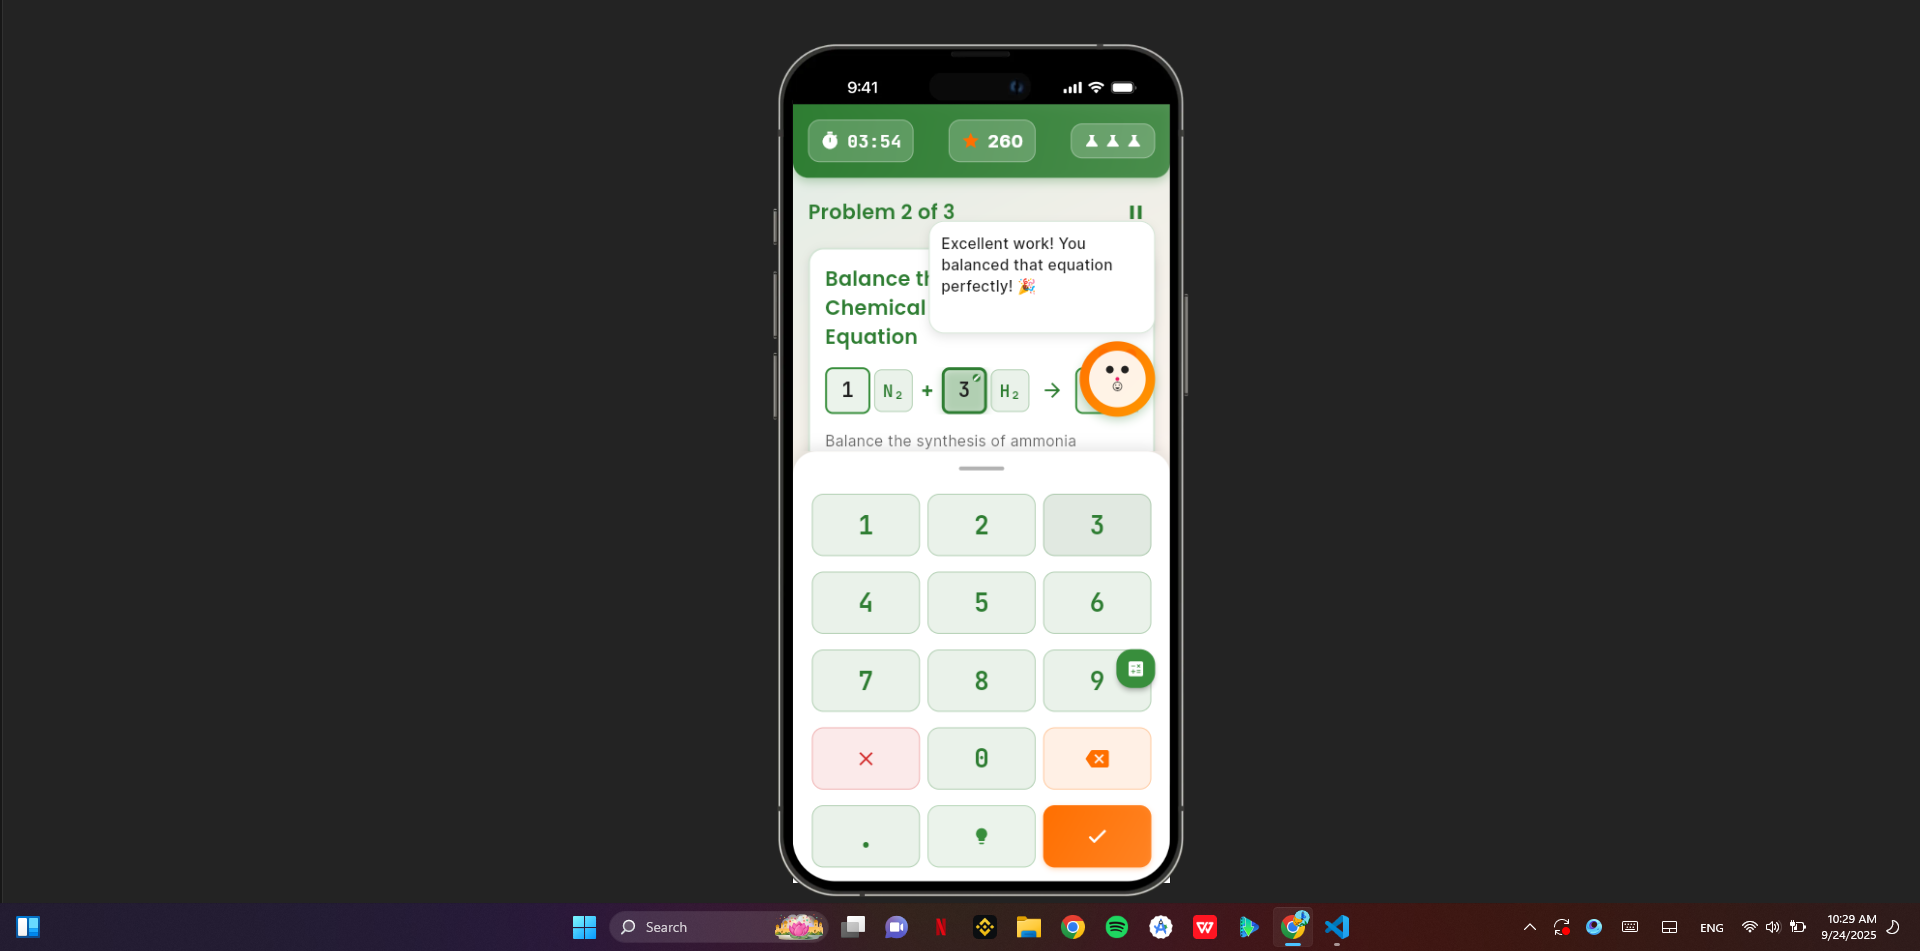 9:41
03:54
260
Problem 2 of 3
Excellent work! You
balanced that equation
perfectly! 🎉
Balance th
Chemical
Equation
1 N₂ + 3 H₂ →
Balance the synthesis of ammonia
1 2 3
4 5 6
7 8 9
0
.
Search
ENG
10:29 AM
9/24/2025